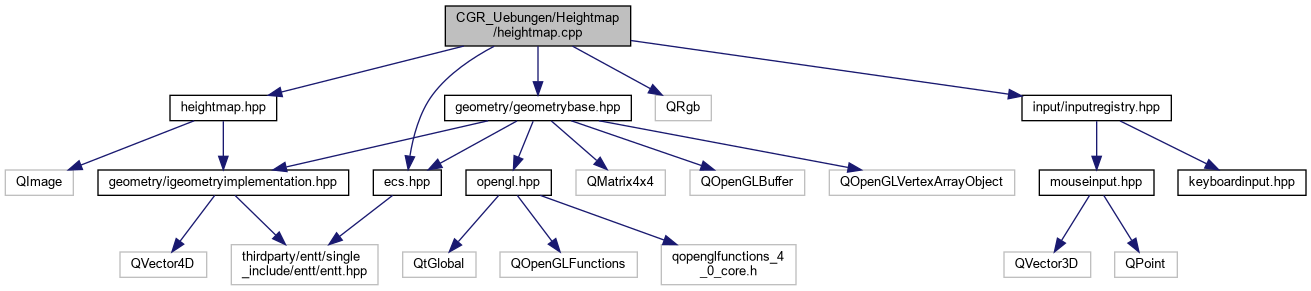 CGR_Uebungen/Heightmap
/heightmap.cpp
heightmap.hpp
geometry/geometrybase.hpp
QRgb
input/inputregistry.hpp
QImage
geometry/igeometryimplementation.hpp
ecs.hpp
opengl.hpp
QMatrix4x4
QOpenGLBuffer
QOpenGLVertexArrayObject
mouseinput.hpp
keyboardinput.hpp
QVector4D
thirdparty/entt/single
_include/entt/entt.hpp
QtGlobal
QOpenGLFunctions
qopenglfunctions_4
_0_core.h
QVector3D
QPoint